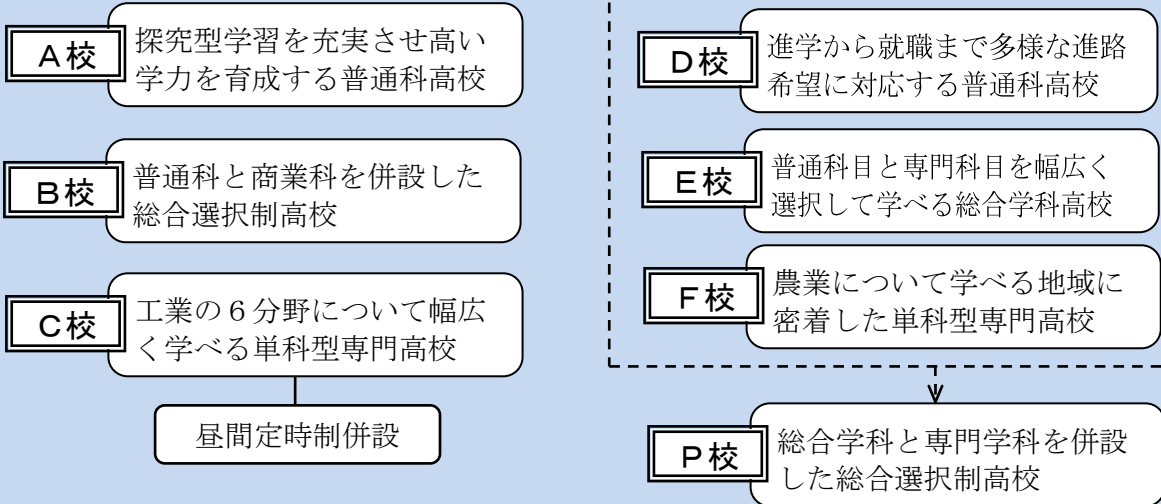 A校
探究型学習を充実させ高い
学力を育成する普通科高校
B校
普通科と商業科を併設した
総合選択制高校
C校
工業の6分野について幅広
く学べる単科型専門高校
昼間定時制併設
D校
進学から就職まで多様な進路
希望に対応する普通科高校
E校
普通科目と専門科目を幅広く
選択して学べる総合学科高校
F校
農業について学べる地域に
密着した単科型専門高校
P校
総合学科と専門学科を併設
した総合選択制高校